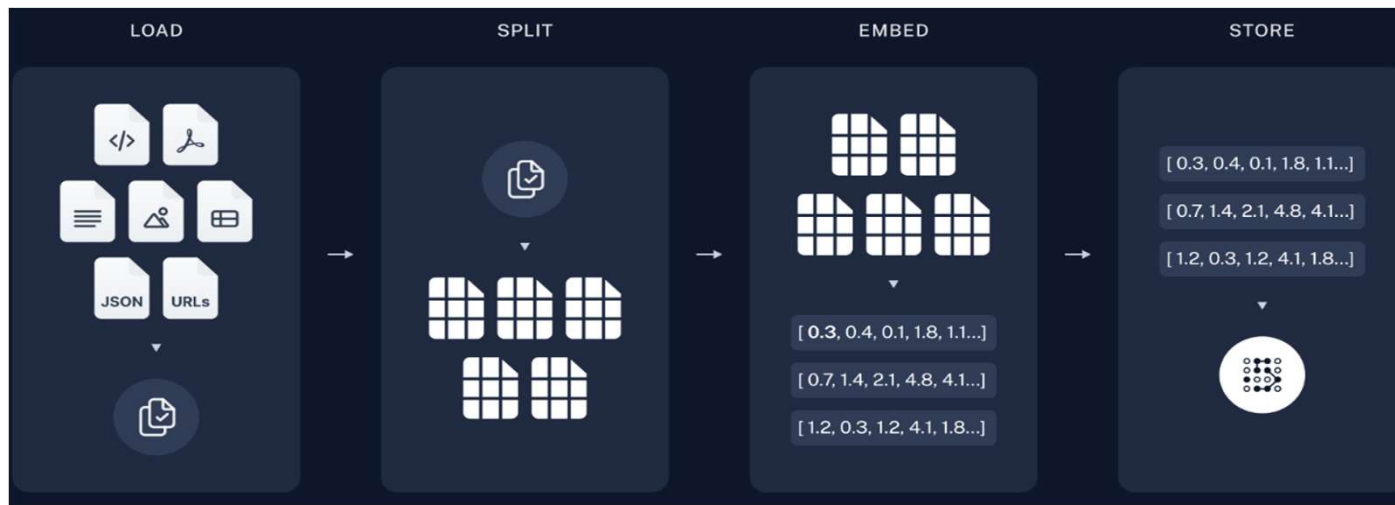 LOAD
SPLIT
EMBED
STORE
</>
JSON
URLs
[ 0.3, 0.4, 0.1, 1.8, 1.1...]
[ 0.7, 1.4, 2.1, 4.8, 4.1...]
[ 1.2, 0.3, 1.2, 4.1, 1.8...]
[ 0.3, 0.4, 0.1, 1.8, 1.1...]
[ 0.7, 1.4, 2.1, 4.8, 4.1...]
[ 1.2, 0.3, 1.2, 4.1, 1.8...]